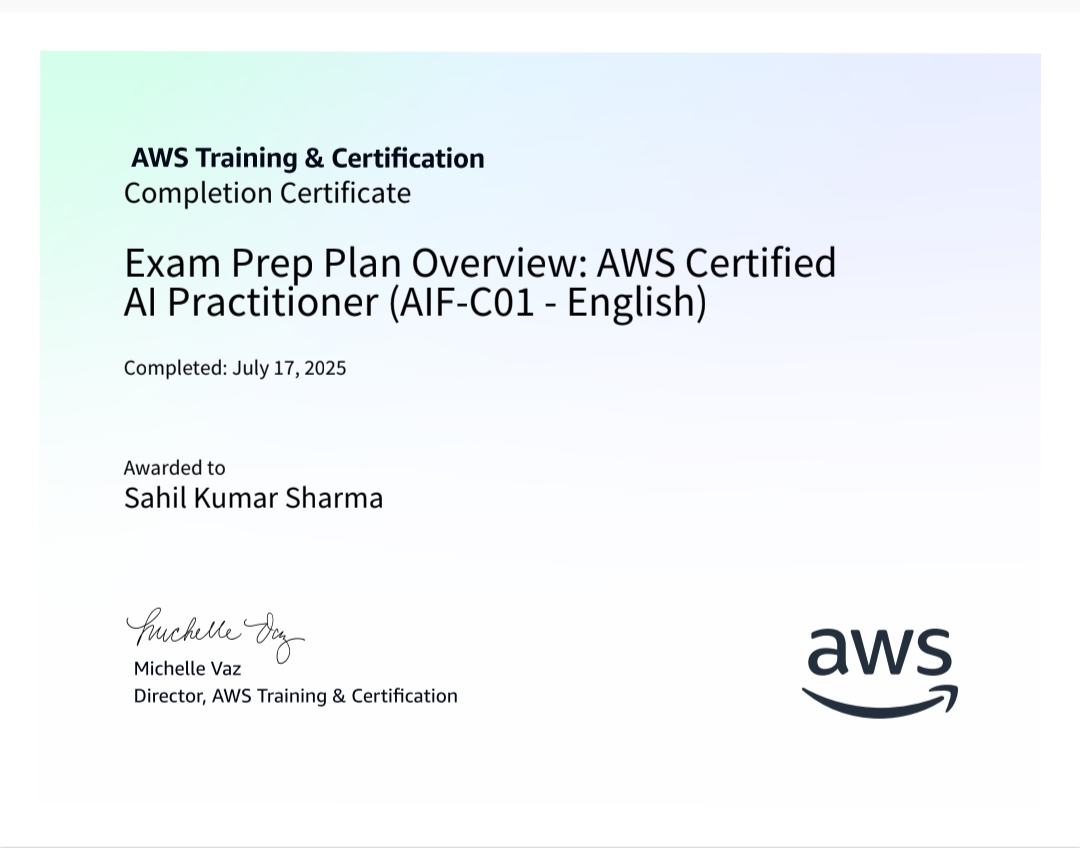 AWS Training & Certification
Completion Certificate
Exam Prep Plan Overview: AWS Certified
AI Practitioner (AIF-C01 - English)
Completed: July 17, 2025
Awarded to
Sahil Kumar Sharma
Michelle Vaz
Michelle Vaz
Director, AWS Training & Certification
aws